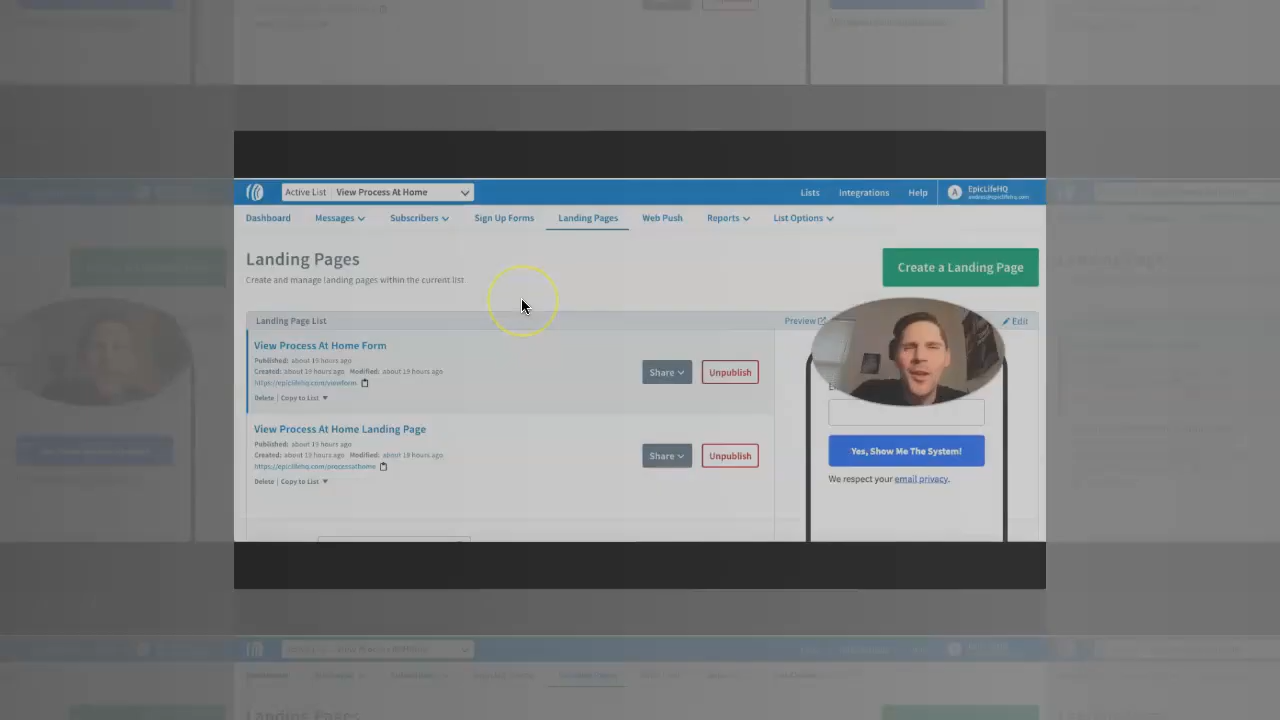 Active List View Process At Home Lists Integrations Help A EpicLifeHQ
Dashboard Messages Subscribers Sign Up Forms Landing Pages Web Push Reports List Options
Landing Pages
Create a Landing Page
Create and manage landing pages within the current list
Landing Page List Preview Edit
View Process At Home Form
Published: about 19 hours ago
Created: about 19 hours ago Modified: about 19 hours ago
https://epiclifehq.com/viewform
Delete | Copy to List
Share Unpublish
View Process At Home Landing Page
Published: about 19 hours ago
Created: about 19 hours ago Modified: about 19 hours ago
https://epiclifehq.com/processathome
Delete | Copy to List
Share Unpublish
Yes, Show Me The System!
We respect your email privacy.